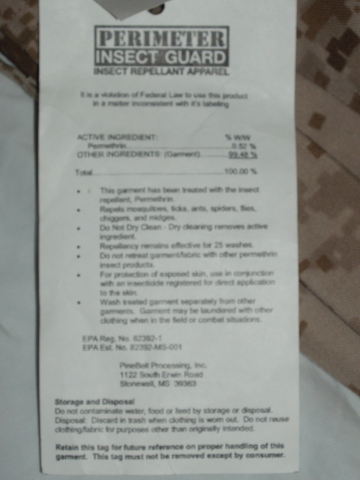 PERIMETER
INSECT GUARD
INSECT REPELLANT APPAREL
It is a violation of Federal Law to use this product
in a matter inconsistent with it's labeling
ACTIVE INGREDIENT: % W/W
Permethrin 0.52 %
OTHER INGREDIENTS: (Garment) 99.48 %
Total 100.00 %
• This garment has been treated with the insect
repellent, Permethrin.
• Repels mosquitoes, ticks, ants, spiders, flies,
chiggers, and midges.
• Do Not Dry Clean - Dry cleaning removes active
ingredient.
• Repellency remains effective for 25 washes.
• Do not retreat garment/fabric with other permethrin
insect products.
• For protection of exposed skin, use in conjunction
with an insecticide registered for direct application
to the skin.
• Wash treated garment separately from other
garments. Garment may be laundered with other
clothing when in the field or combat situations.
EPA Reg. No. 82392-1
EPA Est. No. 82392-MS-001
PineBelt Processing, Inc.
1122 South Erwin Road
Stonewall, MS 39363
Storage and Disposal
Do not contaminate water, food or feed by storage or disposal.
Disposal: Discard in trash when clothing is worn out. Do not reuse
clothing/fabric for purposes other than originally intended.
Retain this tag for future reference on proper handling of this
garment. This tag must not be removed except by consumer.